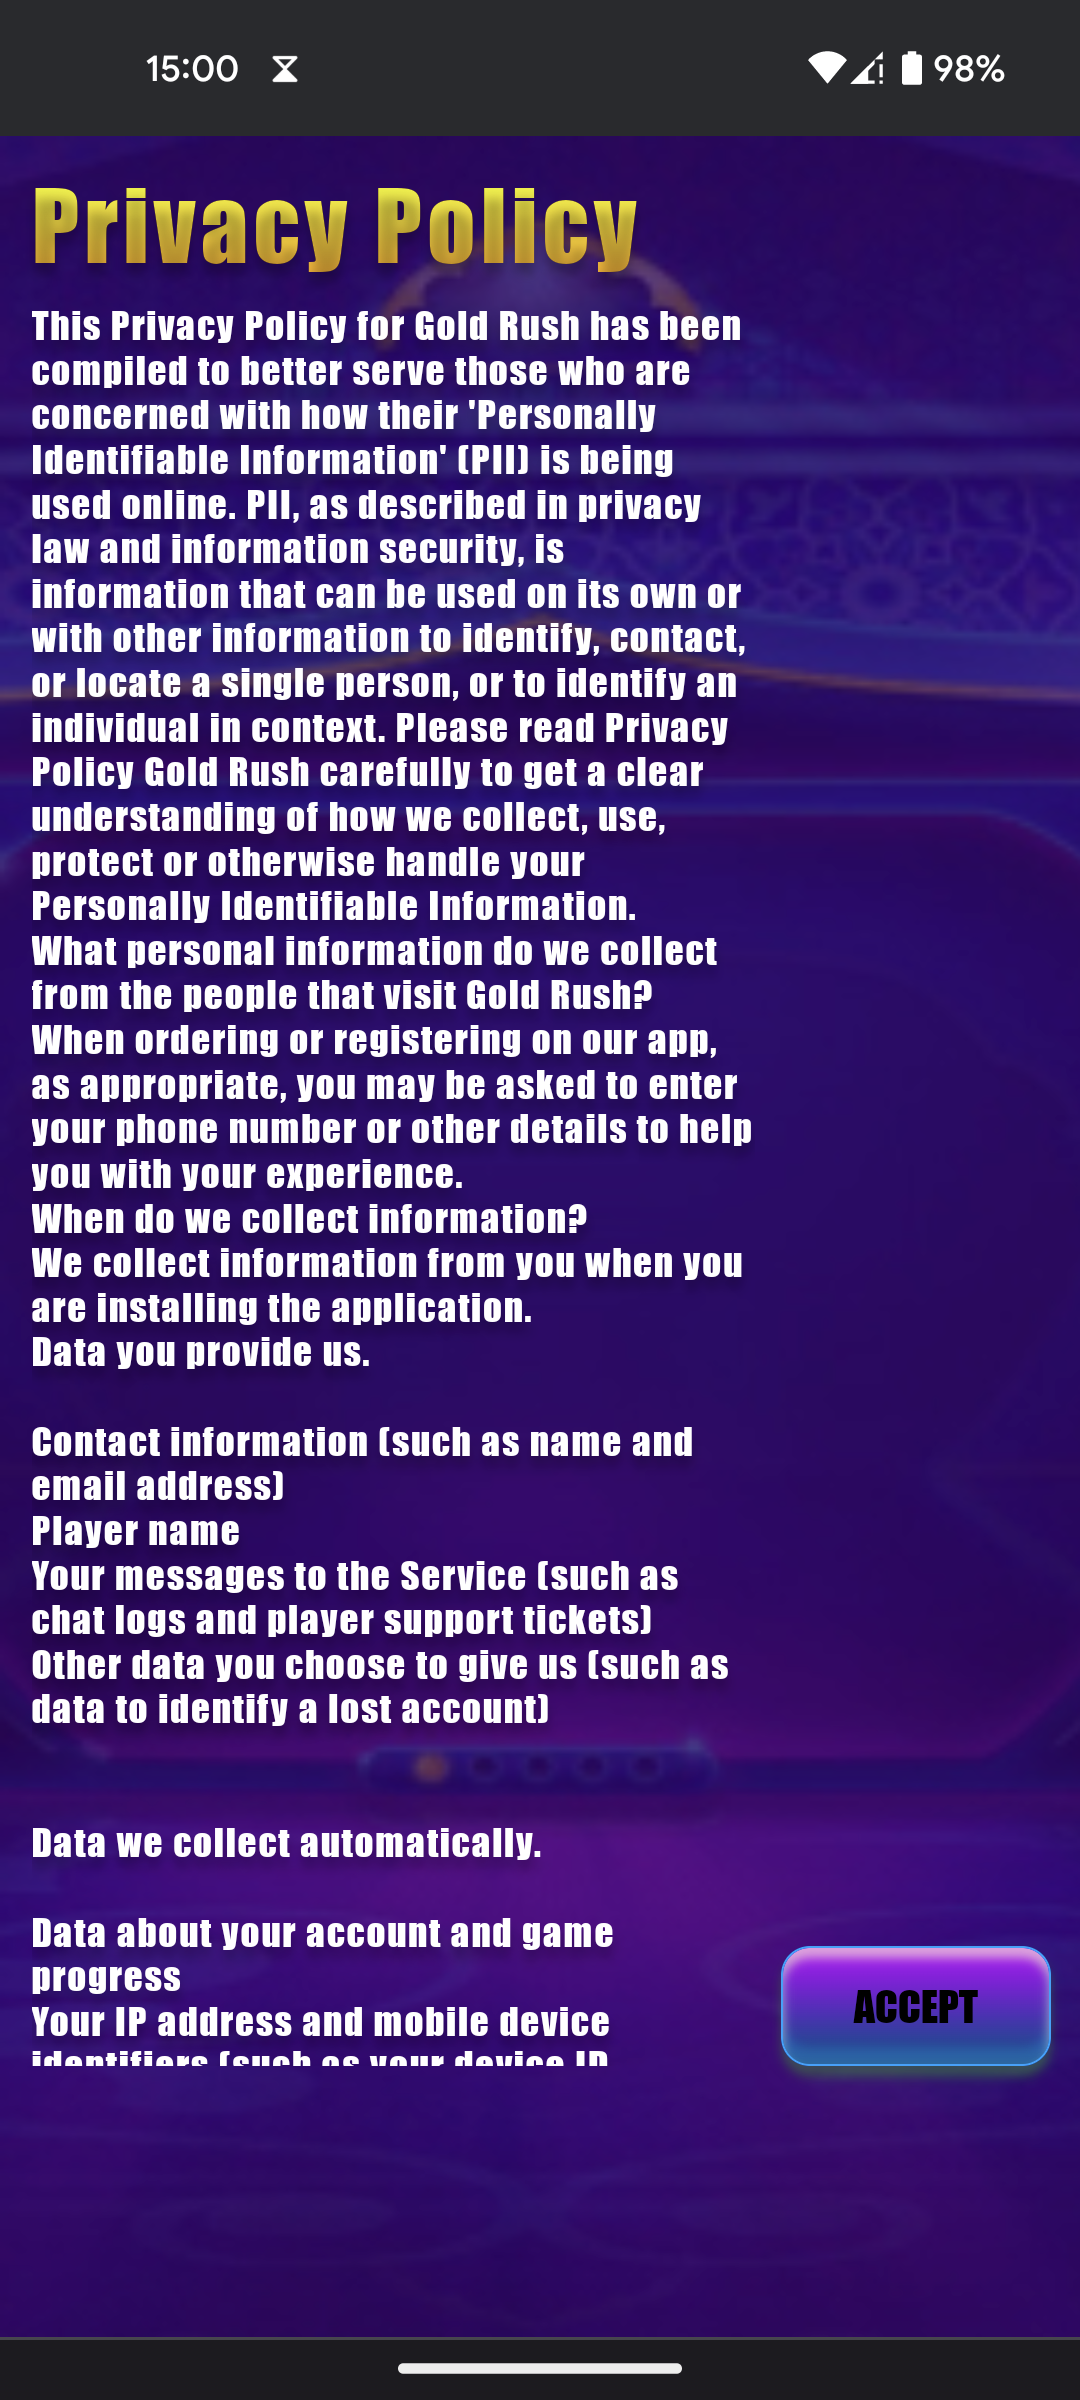 15:00
98%
Privacy Policy
This Privacy Policy for Gold Rush has been
compiled to better serve those who are
concerned with how their 'Personally
Identifiable Information' (PII) is being
used online. PII, as described in privacy
law and information security, is
information that can be used on its own or
with other information to identify, contact,
or locate a single person, or to identify an
individual in context. Please read Privacy
Policy Gold Rush carefully to get a clear
understanding of how we collect, use,
protect or otherwise handle your
Personally Identifiable Information.
What personal information do we collect
from the people that visit Gold Rush?
When ordering or registering on our app,
as appropriate, you may be asked to enter
your phone number or other details to help
you with your experience.
When do we collect information?
We collect information from you when you
are installing the application.
Data you provide us.
Contact information (such as name and
email address)
Player name
Your messages to the Service (such as
chat logs and player support tickets)
Other data you choose to give us (such as
data to identify a lost account)
Data we collect automatically.
Data about your account and game
progress
Your IP address and mobile device
identifiers (such as your device ID
ACCEPT